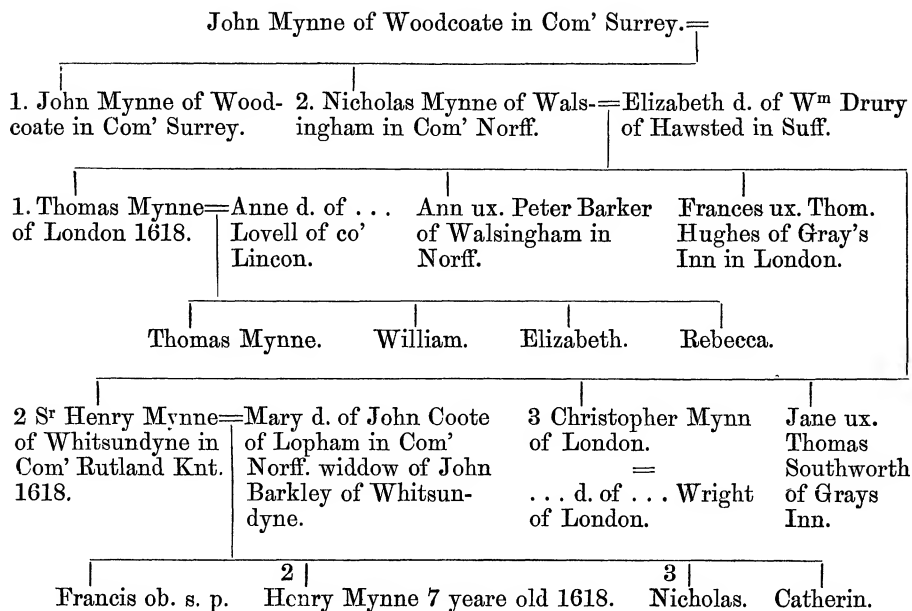 John Mynne of Woodcoate in Com' Surrey.=
1. John Mynne of Wood-
coate in Com' Surrey.
2. Nicholas Mynne of Wals-
ingham in Com' Norff.
=Elizabeth d. of Wᵐ Drury
of Hawsted in Suff.
1. Thomas Mynne=
of London 1618.
Anne d. of ...
Lovell of co'
Lincon.
Ann ux. Peter Barker
of Walsingham in
Norff.
Frances ux. Thom.
Hughes of Gray's
Inn in London.
Thomas Mynne.
William.
Elizabeth.
Rebecca.
2 Sʳ Henry Mynne=
of Whitsundyne in
Com' Rutland Knt.
1618.
Mary d. of John Coote
of Lopham in Com'
Norff. widdow of John
Barkley of Whitsun-
dyne.
3 Christopher Mynn
of London.
=
... d. of ... Wright
of London.
Jane ux.
Thomas
Southworth
of Grays
Inn.
Francis ob. s. p.
2
Henry Mynne 7 yeare old 1618.
3
Nicholas.
Catherin.